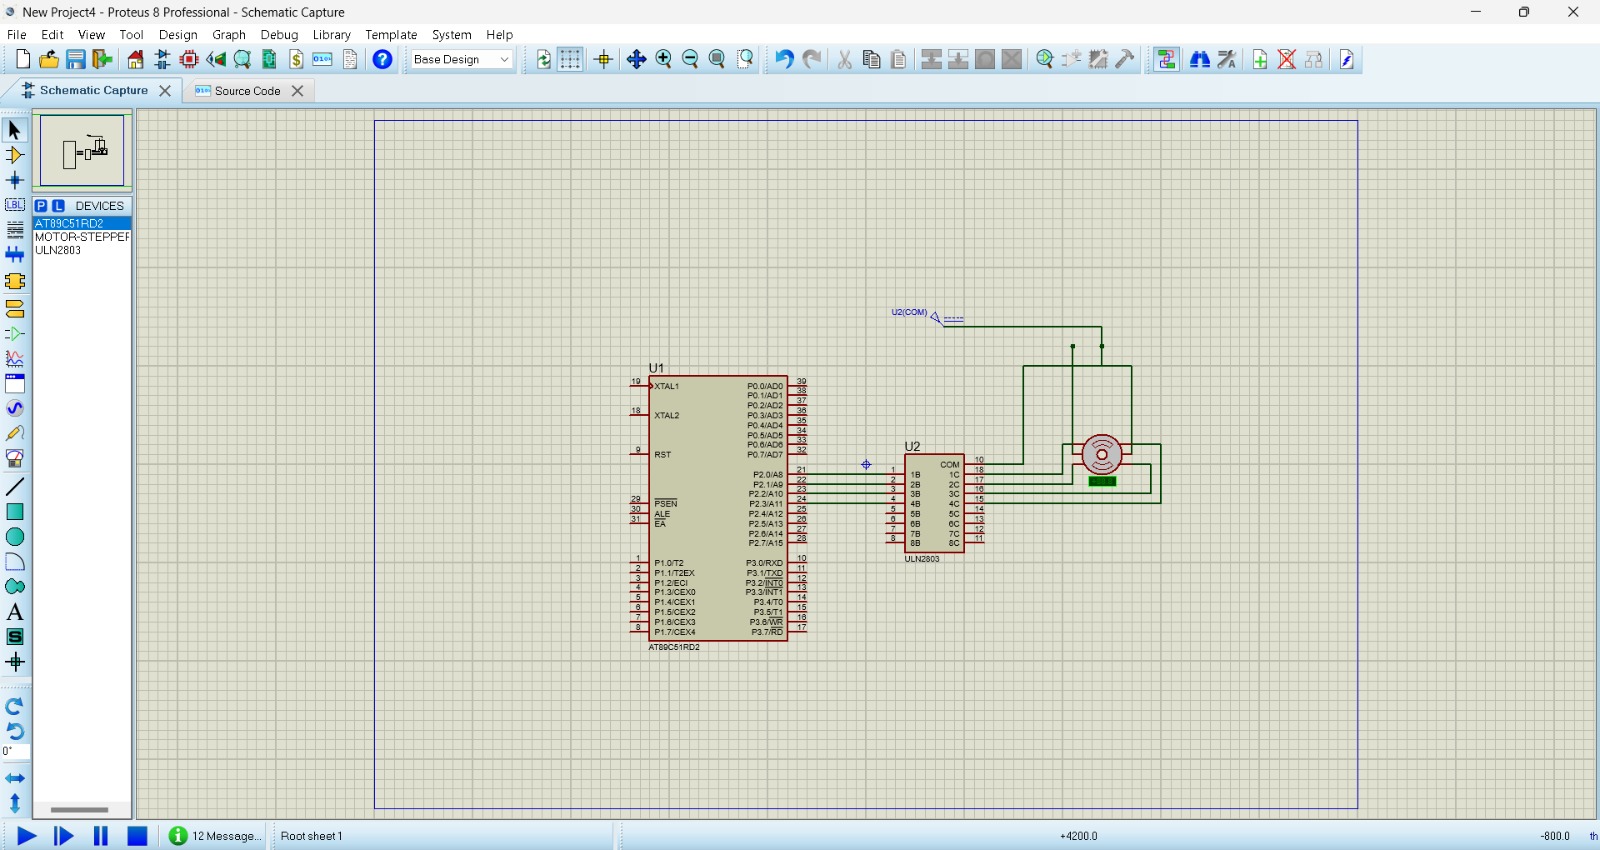 New Project4 - Proteus 8 Professional - Schematic Capture
File Edit View Tool Design Graph Debug Library Template System Help
Base Design
Schematic Capture
Source Code
P L DEVICES
AT89C51RD2
MOTOR-STEPPER
ULN2803
LBL
A
S
0°
U2(COM)
U1
19 XTAL1
18 XTAL2
9 RST
29 PSEN
30 ALE
31 EA
1 P1.0/T2
2 P1.1/T2EX
3 P1.2/ECI
4 P1.3/CEX0
5 P1.4/CEX1
6 P1.5/CEX2
7 P1.6/CEX3
8 P1.7/CEX4
P0.0/AD0 39
P0.1/AD1 38
P0.2/AD2 37
P0.3/AD3 36
P0.4/AD4 35
P0.5/AD5 34
P0.6/AD6 33
P0.7/AD7 32
P2.0/A8 21
P2.1/A9 22
P2.2/A10 23
P2.3/A11 24
P2.4/A12 25
P2.5/A13 26
P2.6/A14 27
P2.7/A15 28
P3.0/RXD 10
P3.1/TXD 11
P3.2/INT0 12
P3.3/INT1 13
P3.4/T0 14
P3.5/T1 15
P3.6/WR 16
P3.7/RD 17
AT89C51RD2
U2
COM 10
1 1B 1C 18
2 2B 2C 17
3 3B 3C 16
4 4B 4C 15
5 5B 5C 14
6 6B 6C 13
7 7B 7C 12
8 8B 8C 11
ULN2803
12 Message...
Root sheet 1
+4200.0
-800.0
th